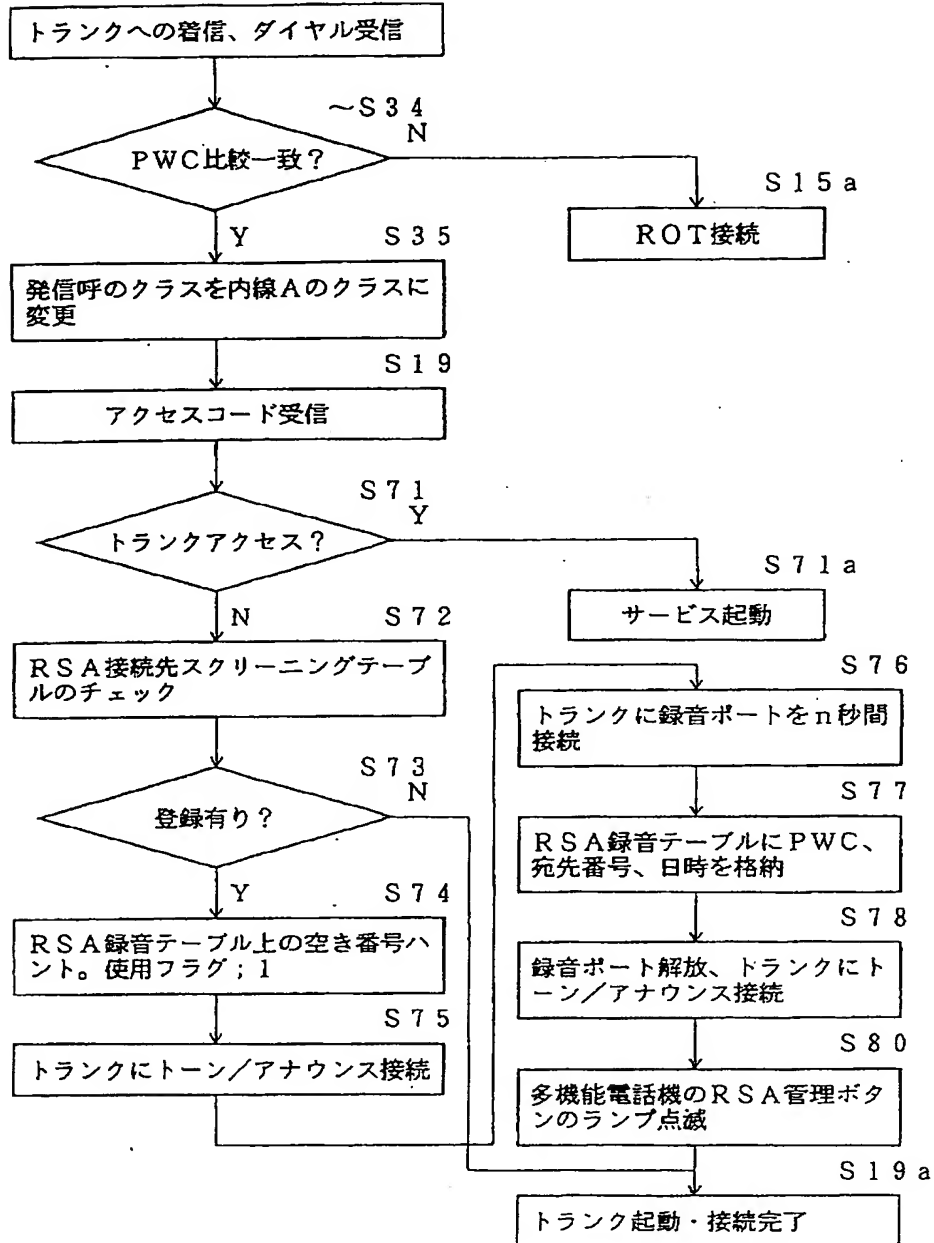 トランクへの着信、ダイヤル受信
～S34
N
PWC比較一致？
S15a
ROT接続
Y
S35
発信呼のクラスを内線Aのクラスに
変更
S19
アクセスコード受信
S71
Y
トランクアクセス？
S71a
サービス起動
N
S72
RSA接続先スクリーニングテーブ
ルのチェック
S73
N
登録有り？
Y
S74
RSA録音テーブル上の空き番号ハ
ント。使用フラグ；1
S75
トランクにトーン／アナウンス接続
S76
トランクに録音ポートをn秒間
接続
S77
RSA録音テーブルにPWC、
宛先番号、日時を格納
S78
録音ポート解放、トランクにト
ーン／アナウンス接続
S80
多機能電話機のRSA管理ボタ
ンのランプ点滅
S19a
トランク起動・接続完了